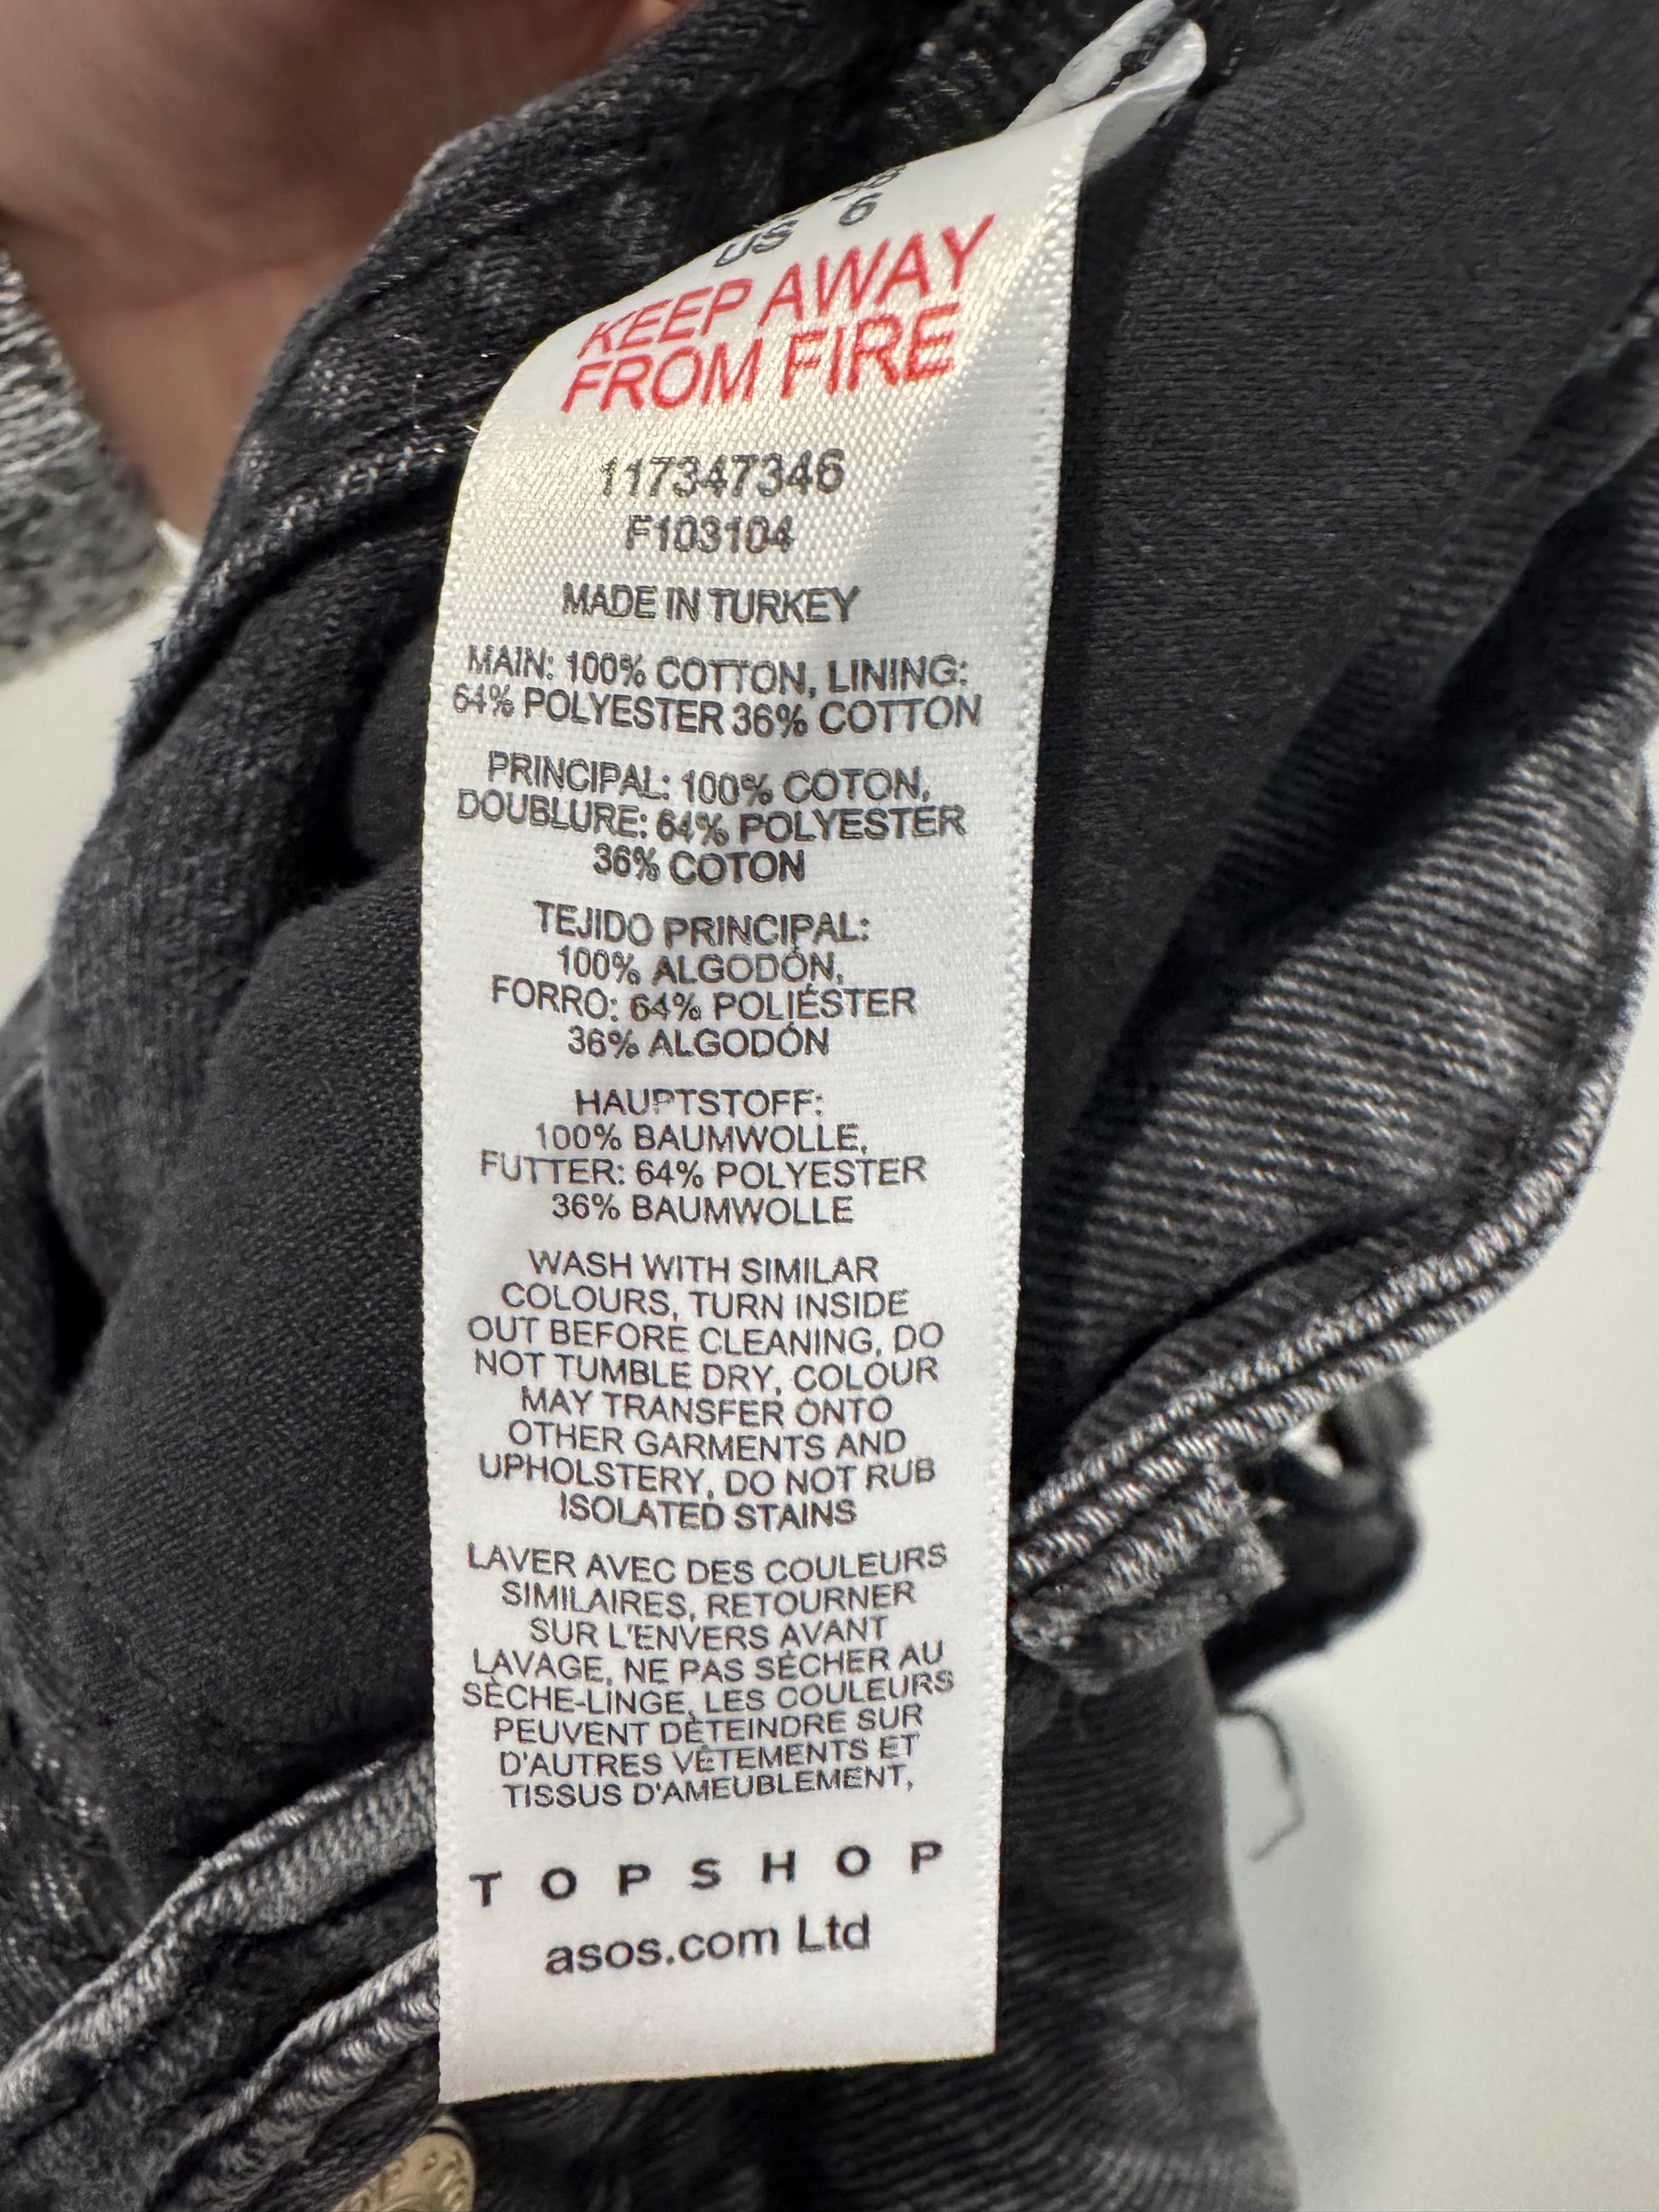 38
US 6
KEEP AWAY
FROM FIRE
117347346
F103104
MADE IN TURKEY
MAIN: 100% COTTON, LINING:
64% POLYESTER 36% COTTON
PRINCIPAL: 100% COTON,
DOUBLURE: 64% POLYESTER
36% COTON
TEJIDO PRINCIPAL:
100% ALGODÓN,
FORRO: 64% POLIÉSTER
36% ALGODÓN
HAUPTSTOFF:
100% BAUMWOLLE,
FUTTER: 64% POLYESTER
36% BAUMWOLLE
WASH WITH SIMILAR
COLOURS, TURN INSIDE
OUT BEFORE CLEANING, DO
NOT TUMBLE DRY, COLOUR
MAY TRANSFER ONTO
OTHER GARMENTS AND
UPHOLSTERY, DO NOT RUB
ISOLATED STAINS
LAVER AVEC DES COULEURS
SIMILAIRES, RETOURNER
SUR L'ENVERS AVANT
LAVAGE, NE PAS SÉCHER AU
SÈCHE-LINGE, LES COULEURS
PEUVENT DÉTEINDRE SUR
D'AUTRES VÊTEMENTS ET
TISSUS D'AMEUBLEMENT,
TOPSHOP
asos.com Ltd